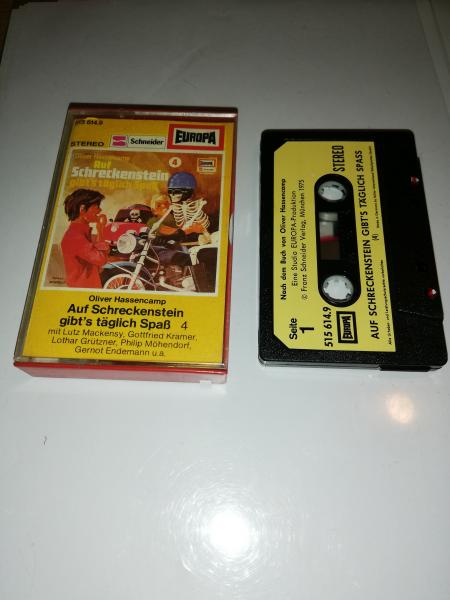 515 614.9
STEREO
Schneider
EUROPA
Oliver Hassencamp
Auf
Schreckenstein
gibt's täglich Spaß
4
EUROPA
Oliver Hassencamp
Auf Schreckenstein
gibt's täglich Spaß 4
mit Lutz Mackensy, Gottfried Kramer,
Lothar Grützner, Philip Möhendorf,
Gernot Endemann u.a.
Nach dem Buch von Oliver Hassencamp
Eine Studio EUROPA-Produktion
© Franz Schneider Verlag, München 1975
Seite
1
STEREO
515 614.9
EUROPA
AUF SCHRECKENSTEIN GIBT'S TÄGLICH SPASS
(4)